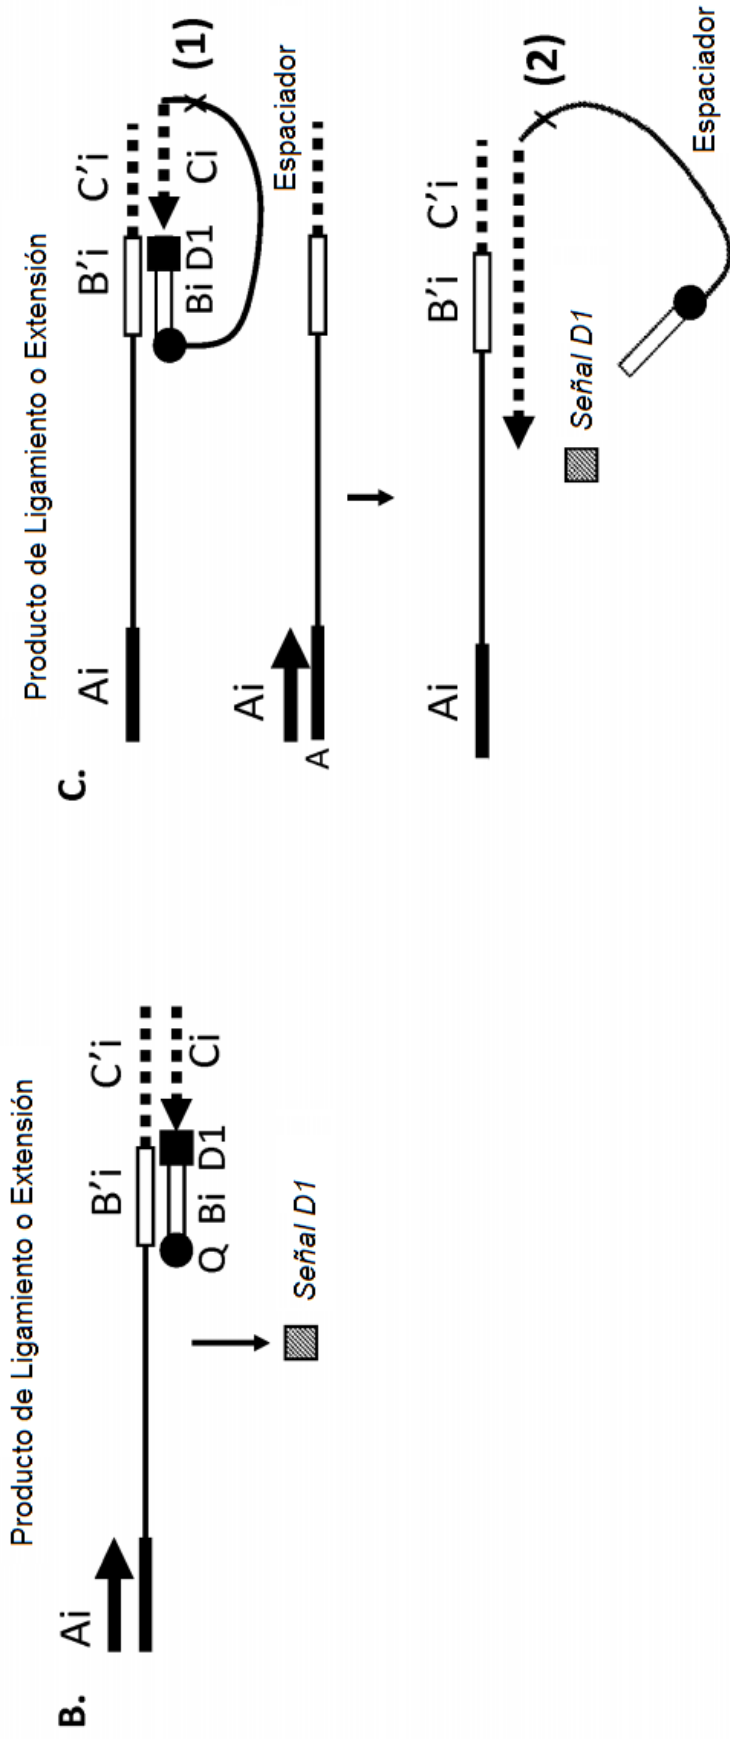 B.
Producto de Ligamiento o Extensión
Ai
B'i
C'i
Q
Bi
D1
Ci
Señal D1
C.
Producto de Ligamiento o Extensión
Ai
B'i
C'i
Bi
D1
Ci
X
(1)
Espaciador
Ai
A
Ai
B'i
C'i
X
(2)
Señal D1
Espaciador